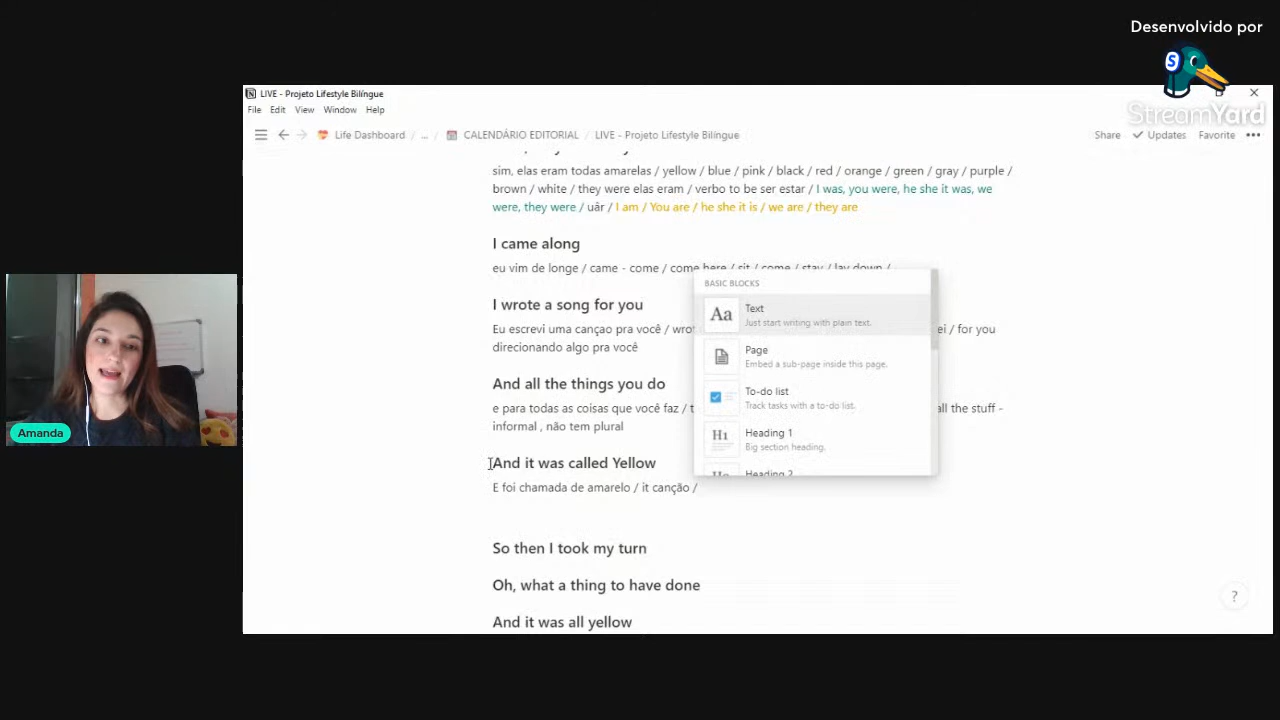 Desenvolvido por
S
StreamYard
LIVE - Projeto Lifestyle Bilíngue
File Edit View Window Help
Life Dashboard / ... / CALENDÁRIO EDITORIAL / LIVE - Projeto Lifestyle Bilíngue
Share Updates Favorite •••
sim, elas eram todas amarelas / yellow / blue / pink / black / red / orange / green / gray / purple /
brown / white / they were elas eram / verbo to be ser estar / I was, you were, he she it was, we
were, they were / uár / I am / You are / he she it is / we are / they are
I came along
eu vim de longe / came - come / come here / sit / come / stay / lay down /
I wrote a song for you
Eu escrevi uma cançao pra você / wrot ei / for you
direcionando algo pra você
And all the things you do
e para todas as coisas que você faz / t all the stuff -
informal , não tem plural
And it was called Yellow
E foi chamada de amarelo / it canção /
So then I took my turn
Oh, what a thing to have done
And it was all yellow
BASIC BLOCKS
Aa
Text
Just start writing with plain text.
Page
Embed a sub-page inside this page.
To-do list
Track tasks with a to-do list.
H1
Heading 1
Big section heading.
Heading 2
?
Amanda